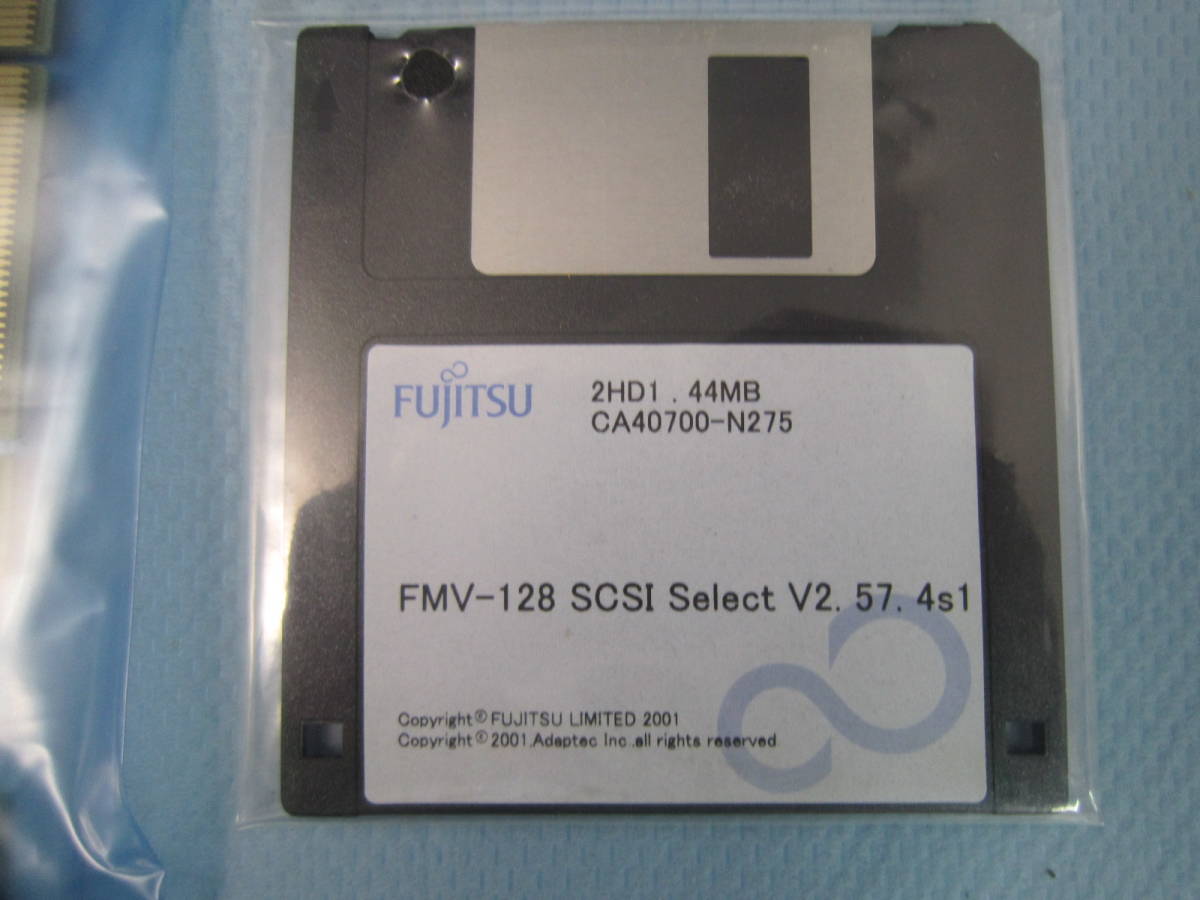 FUJITSU
2HD1 . 44MB
CA40700-N275
FMV-128 SCSI Select V2. 57. 4s1
Copyright© FUJITSU LIMITED 2001
Copyright© 2001.Adaptec Inc.all rights reserved